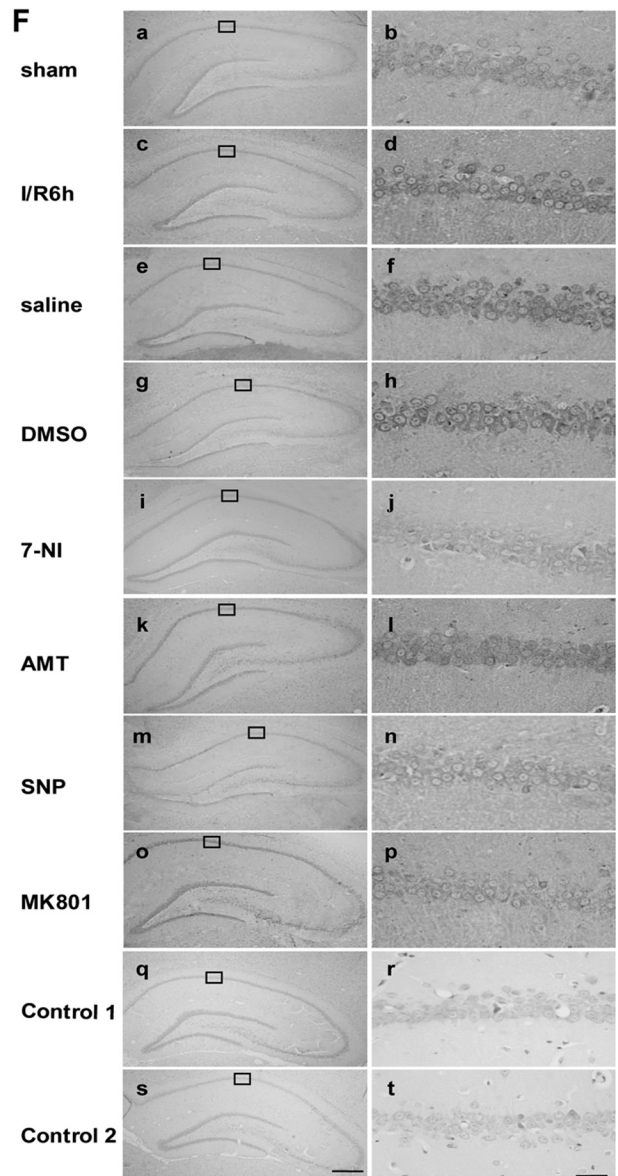 F
a b
sham
c d
I/R6h
e f
saline
g h
DMSO
i j
7-NI
k l
AMT
m n
SNP
o p
MK801
q r
Control 1
s t
Control 2